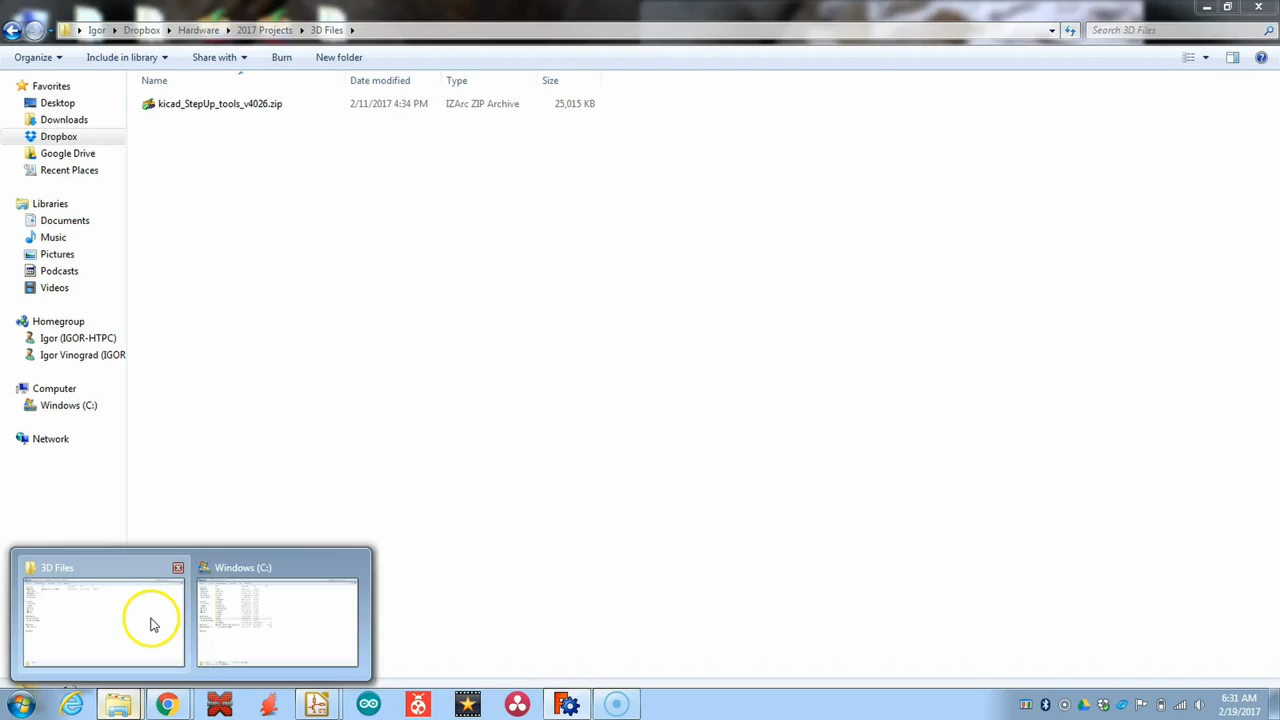 Igor Dropbox Hardware 2017 Projects 3D Files
Search 3D Files
Organize Include in library Share with Burn New folder
Name Date modified Type Size
kicad_StepUp_tools_v4026.zip 2/11/2017 4:34 PM IZArc ZIP Archive 25,015 KB
Favorites
Desktop
Downloads
Dropbox
Google Drive
Recent Places
Libraries
Documents
Music
Pictures
Podcasts
Videos
Homegroup
Igor (IGOR-HTPC)
Igor Vinograd (IGOR
Computer
Windows (C:)
Network
3D Files
Windows (C:)
6:31 AM
2/19/2017